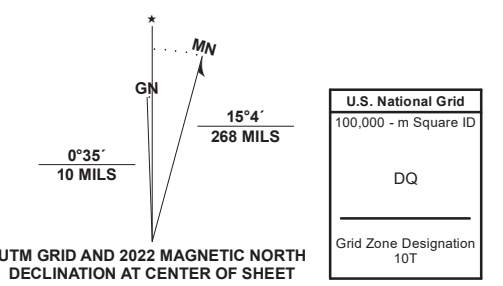 MN
GN
15°4´
268 MILS
0°35´
10 MILS
UTM GRID AND 2022 MAGNETIC NORTH
DECLINATION AT CENTER OF SHEET
U.S. National Grid
100,000 - m Square ID
DQ
Grid Zone Designation
10T